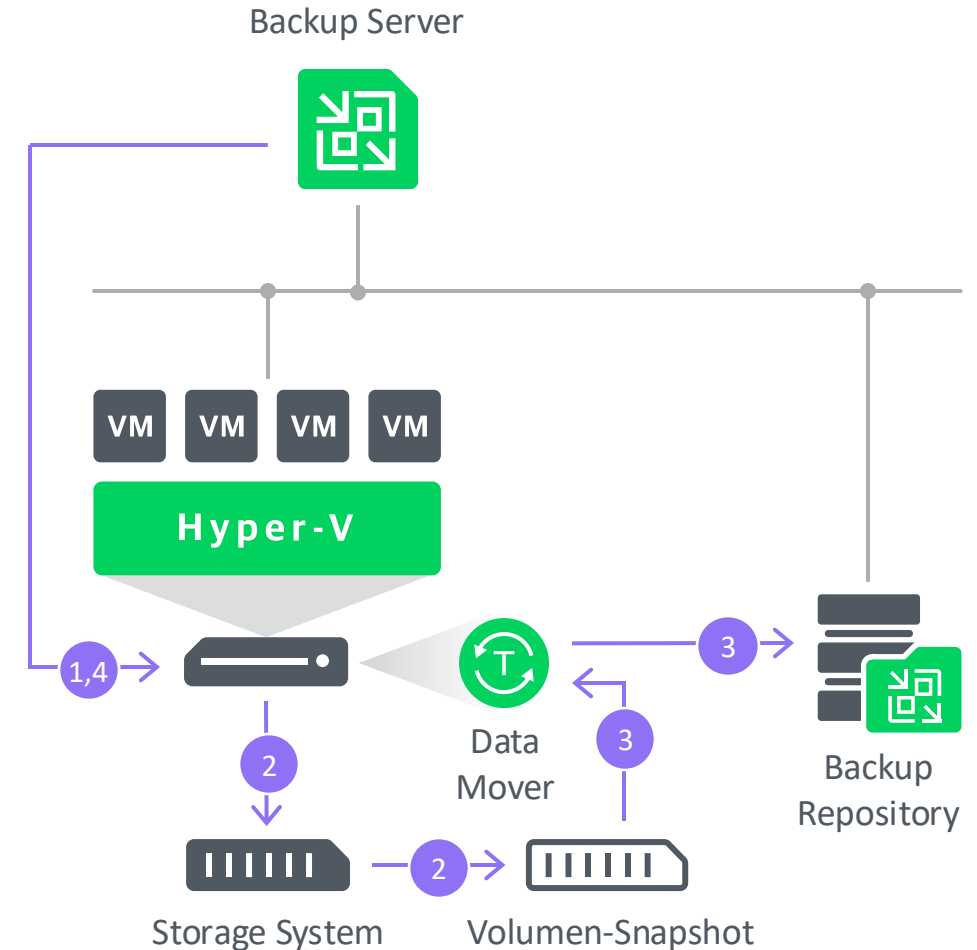 Backup Server
VM VM VM VM
Hyper-V
1,4
T
3
2
3
Data
Mover
Backup
Repository
2
Storage System
Volumen-Snapshot